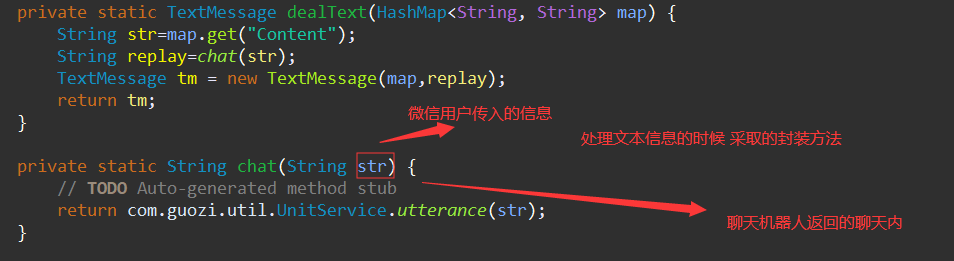 private static TextMessage dealText(HashMap<String, String> map) {
String str=map.get("Content");
String replay=chat(str);
TextMessage tm = new TextMessage(map,replay);
return tm;
}
微信用户传入的信息
处理文本信息的时候 采取的封装方法
private static String chat(String str) {
// TODO Auto-generated method stub
return com.guozi.util.UnitService.utterance(str);
}
聊天机器人返回的聊天内